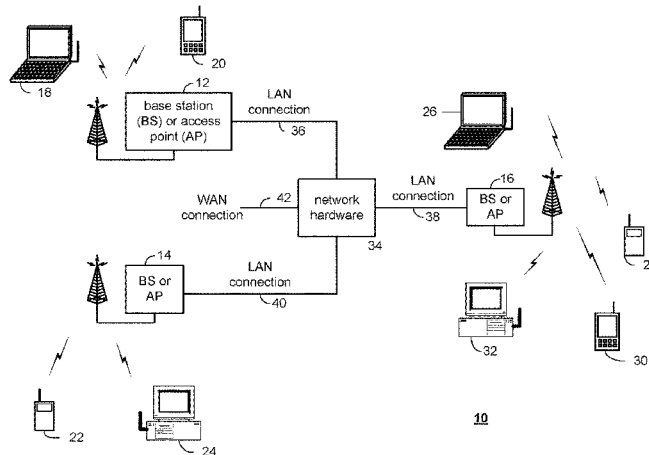 18
20
12
base station
(BS) or access
point (AP)
LAN
connection
36
26
16
BS or
AP
LAN
connection
38
WAN
connection
42
network
hardware
34
14
BS or
AP
LAN
connection
40
32
30
22
24
10